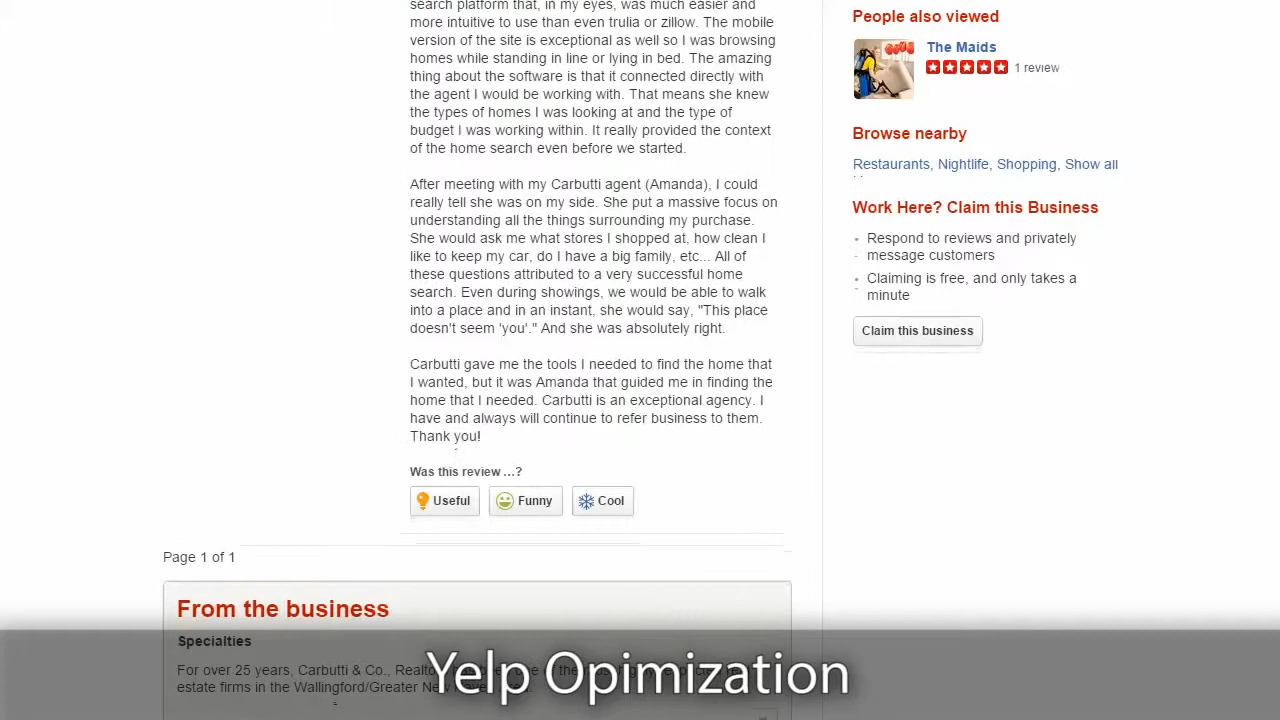 search platform that, in my eyes, was much easier and
more intuitive to use than even trulia or zillow. The mobile
version of the site is exceptional as well so I was browsing
homes while standing in line or lying in bed. The amazing
thing about the software is that it connected directly with
the agent I would be working with. That means she knew
the types of homes I was looking at and the type of
budget I was working within. It really provided the context
of the home search even before we started.
After meeting with my Carbutti agent (Amanda), I could
really tell she was on my side. She put a massive focus on
understanding all the things surrounding my purchase.
She would ask me what stores I shopped at, how clean I
like to keep my car, do I have a big family, etc... All of
these questions attributed to a very successful home
search. Even during showings, we would be able to walk
into a place and in an instant, she would say, "This place
doesn't seem 'you'." And she was absolutely right.
Carbutti gave me the tools I needed to find the home that
I wanted, but it was Amanda that guided me in finding the
home that I needed. Carbutti is an exceptional agency. I
have and always will continue to refer business to them.
Thank you!
Was this review ...?
Useful Funny Cool
Page 1 of 1
From the business
Specialties
For over 25 years, Carbutti & Co., Realto
estate firms in the Wallingford/Greater New
People also viewed
The Maids
1 review
Browse nearby
Restaurants, Nightlife, Shopping, Show all
Work Here? Claim this Business
Respond to reviews and privately
message customers
Claiming is free, and only takes a
minute
Claim this business
Yelp Opimization